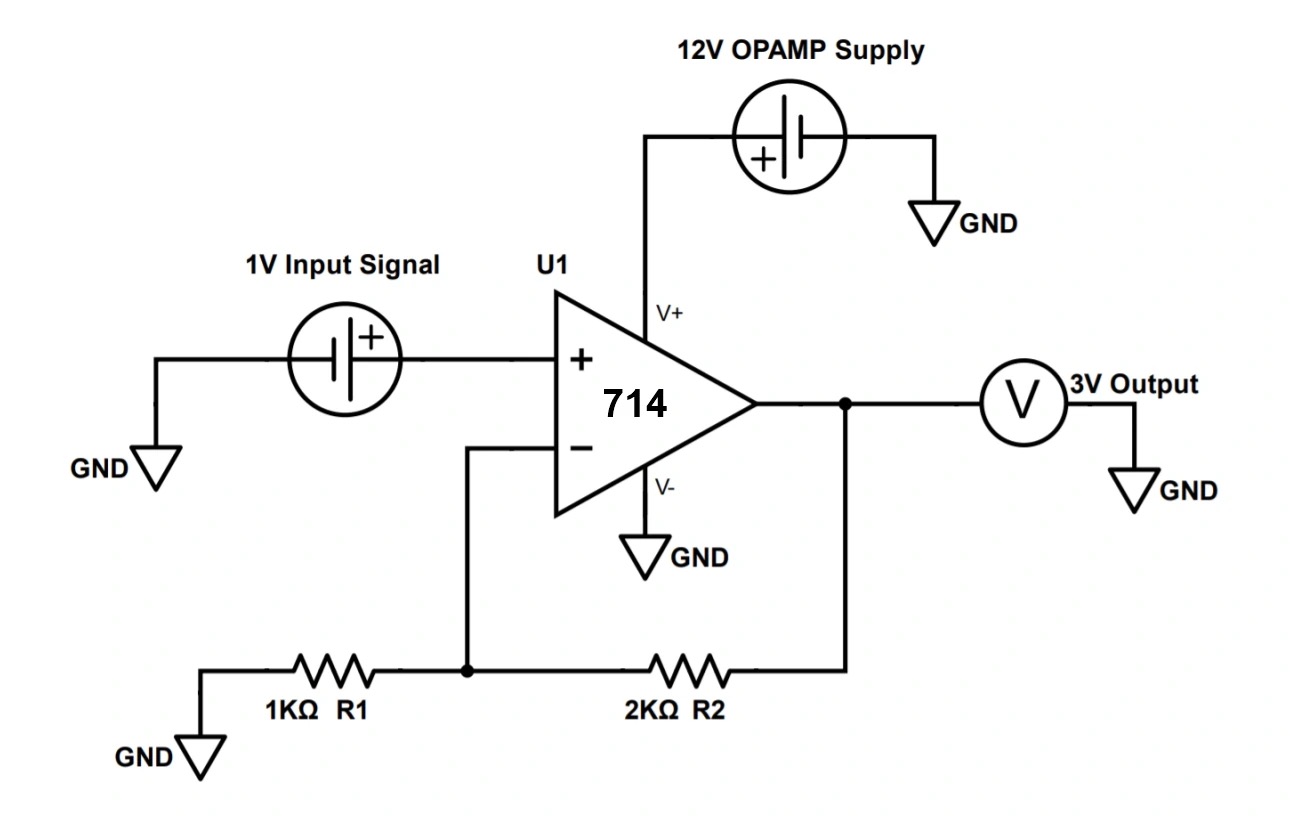 12V OPAMP Supply
+
GND
1V Input Signal
+
U1
V+
+
714
−
V-
GND
V
3V Output
GND
GND
1KΩ R1
2KΩ R2
GND